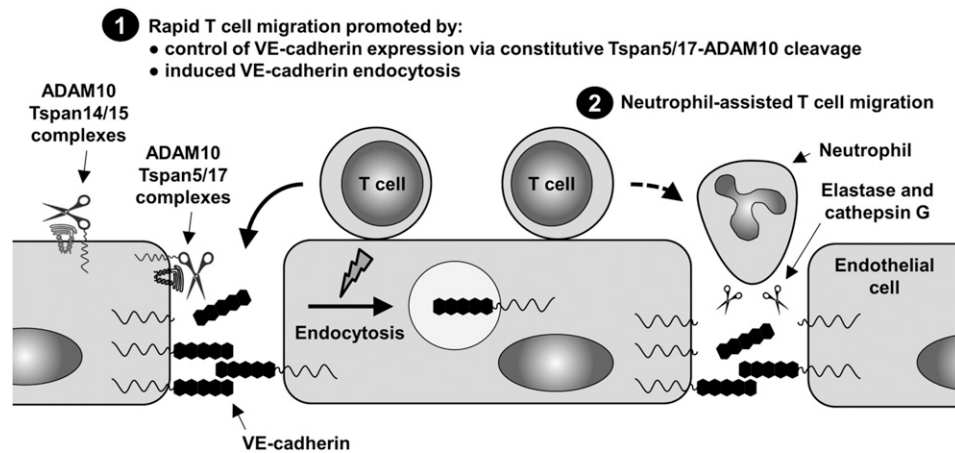 1 Rapid T cell migration promoted by:
● control of VE-cadherin expression via constitutive Tspan5/17-ADAM10 cleavage
● induced VE-cadherin endocytosis
ADAM10
Tspan14/15
complexes
2 Neutrophil-assisted T cell migration
ADAM10
Tspan5/17
complexes
T cell
T cell
Neutrophil
Elastase and
cathepsin G
Endothelial
cell
Endocytosis
VE-cadherin